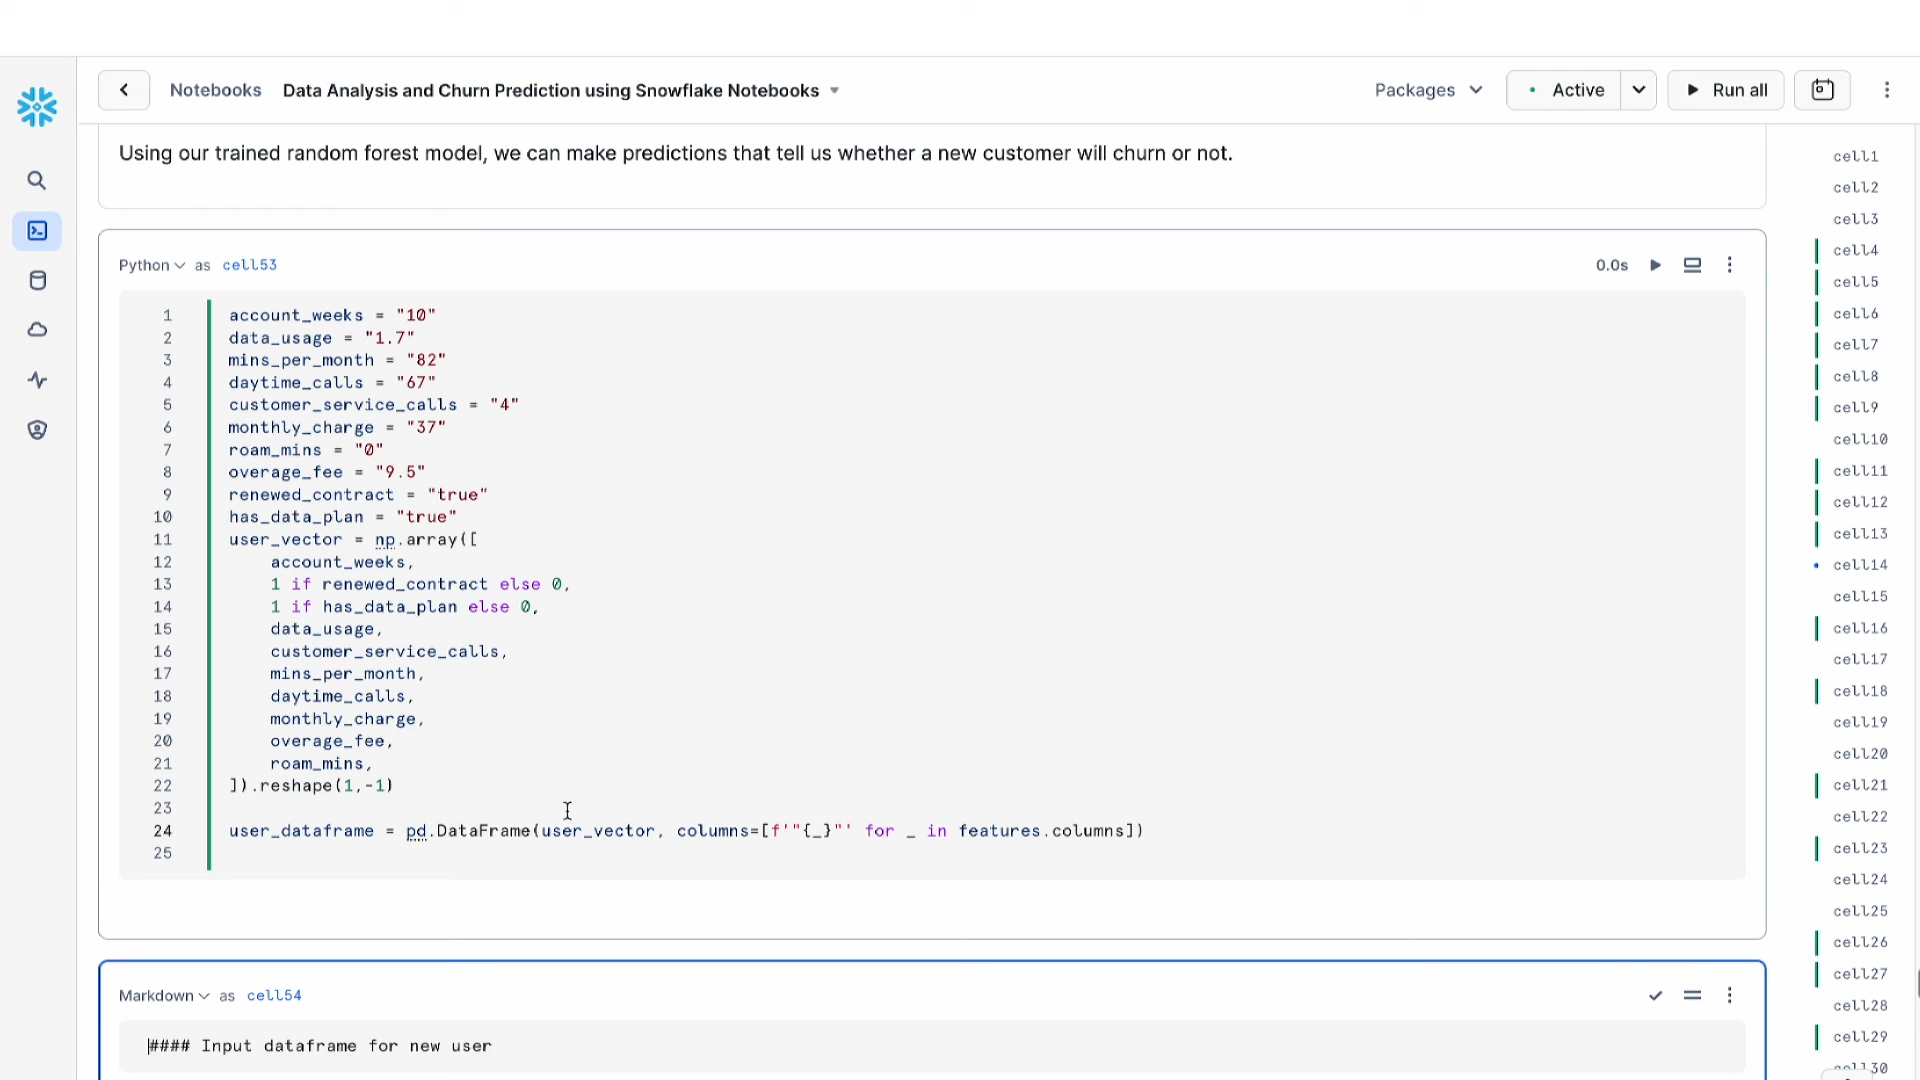 Notebooks Data Analysis and Churn Prediction using Snowflake Notebooks Packages Active Run all
Using our trained random forest model, we can make predictions that tell us whether a new customer will churn or not.
Python as cell53 0.0s
1 account_weeks = "10"
2 data_usage = "1.7"
3 mins_per_month = "82"
4 daytime_calls = "67"
5 customer_service_calls = "4"
6 monthly_charge = "37"
7 roam_mins = "0"
8 overage_fee = "9.5"
9 renewed_contract = "true"
10 has_data_plan = "true"
11 user_vector = np.array([
12 account_weeks,
13 1 if renewed_contract else 0,
14 1 if has_data_plan else 0,
15 data_usage,
16 customer_service_calls,
17 mins_per_month,
18 daytime_calls,
19 monthly_charge,
20 overage_fee,
21 roam_mins,
22 ]).reshape(1,-1)
23
24 user_dataframe = pd.DataFrame(user_vector, columns=[f'"{_}"' for _ in features.columns])
25
Markdown as cell54
#### Input dataframe for new user
cell1
cell2
cell3
cell4
cell5
cell6
cell7
cell8
cell9
cell10
cell11
cell12
cell13
cell14
cell15
cell16
cell17
cell18
cell19
cell20
cell21
cell22
cell23
cell24
cell25
cell26
cell27
cell28
cell29
cell30